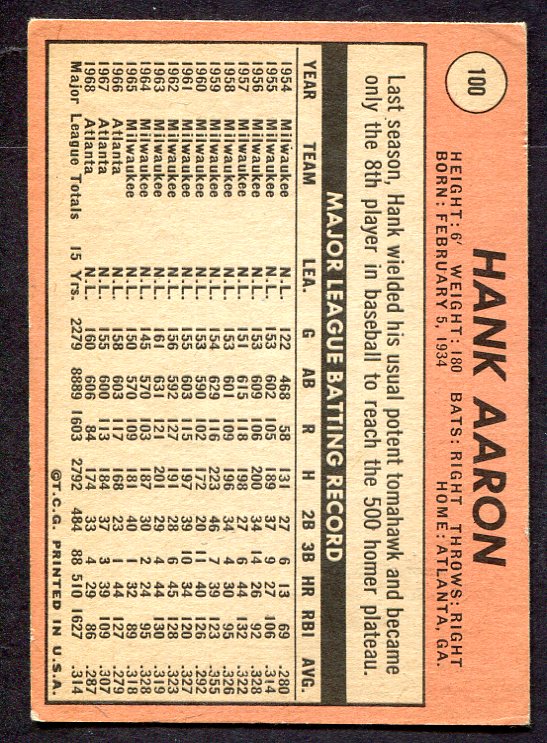 100
HANK AARON
HEIGHT: 6' WEIGHT: 180 BATS: RIGHT THROWS: RIGHT
BORN: FEBRUARY 5, 1934 HOME: ATLANTA, GA.
Last season, Hank wielded his usual potent tomahawk and became
only the 8th player in baseball to reach the 500 homer plateau.
MAJOR LEAGUE BATTING RECORD
YEAR TEAM LEA. G AB R H 2B 3B HR RBI AVG.
1954 Milwaukee N.L. 122 468 58 131 27 6 13 69 .280
1955 Milwaukee N.L. 153 602 105 189 37 9 27 106 .314
1956 Milwaukee N.L. 153 609 106 200 34 14 26 92 .328
1957 Milwaukee N.L. 151 615 118 198 27 6 44 132 .322
1958 Milwaukee N.L. 153 601 109 196 34 4 30 95 .326
1959 Milwaukee N.L. 154 629 116 223 46 7 39 123 .355
1960 Milwaukee N.L. 153 590 102 172 20 11 40 126 .292
1961 Milwaukee N.L. 155 603 115 197 39 10 34 120 .327
1962 Milwaukee N.L. 156 592 127 191 28 6 45 128 .323
1963 Milwaukee N.L. 161 631 121 201 29 4 44 130 .319
1964 Milwaukee N.L. 145 570 103 187 30 2 24 95 .328
1965 Milwaukee N.L. 150 570 109 181 40 1 32 89 .318
1966 Atlanta N.L. 158 603 117 168 23 1 44 127 .279
1967 Atlanta N.L. 155 600 113 184 37 3 39 109 .307
1968 Atlanta N.L. 160 606 84 174 33 4 29 86 .287
Major League Totals 15 Yrs. 2279 8889 1603 2792 484 88 510 1627 .314
©T.C.G. PRINTED IN U.S.A.